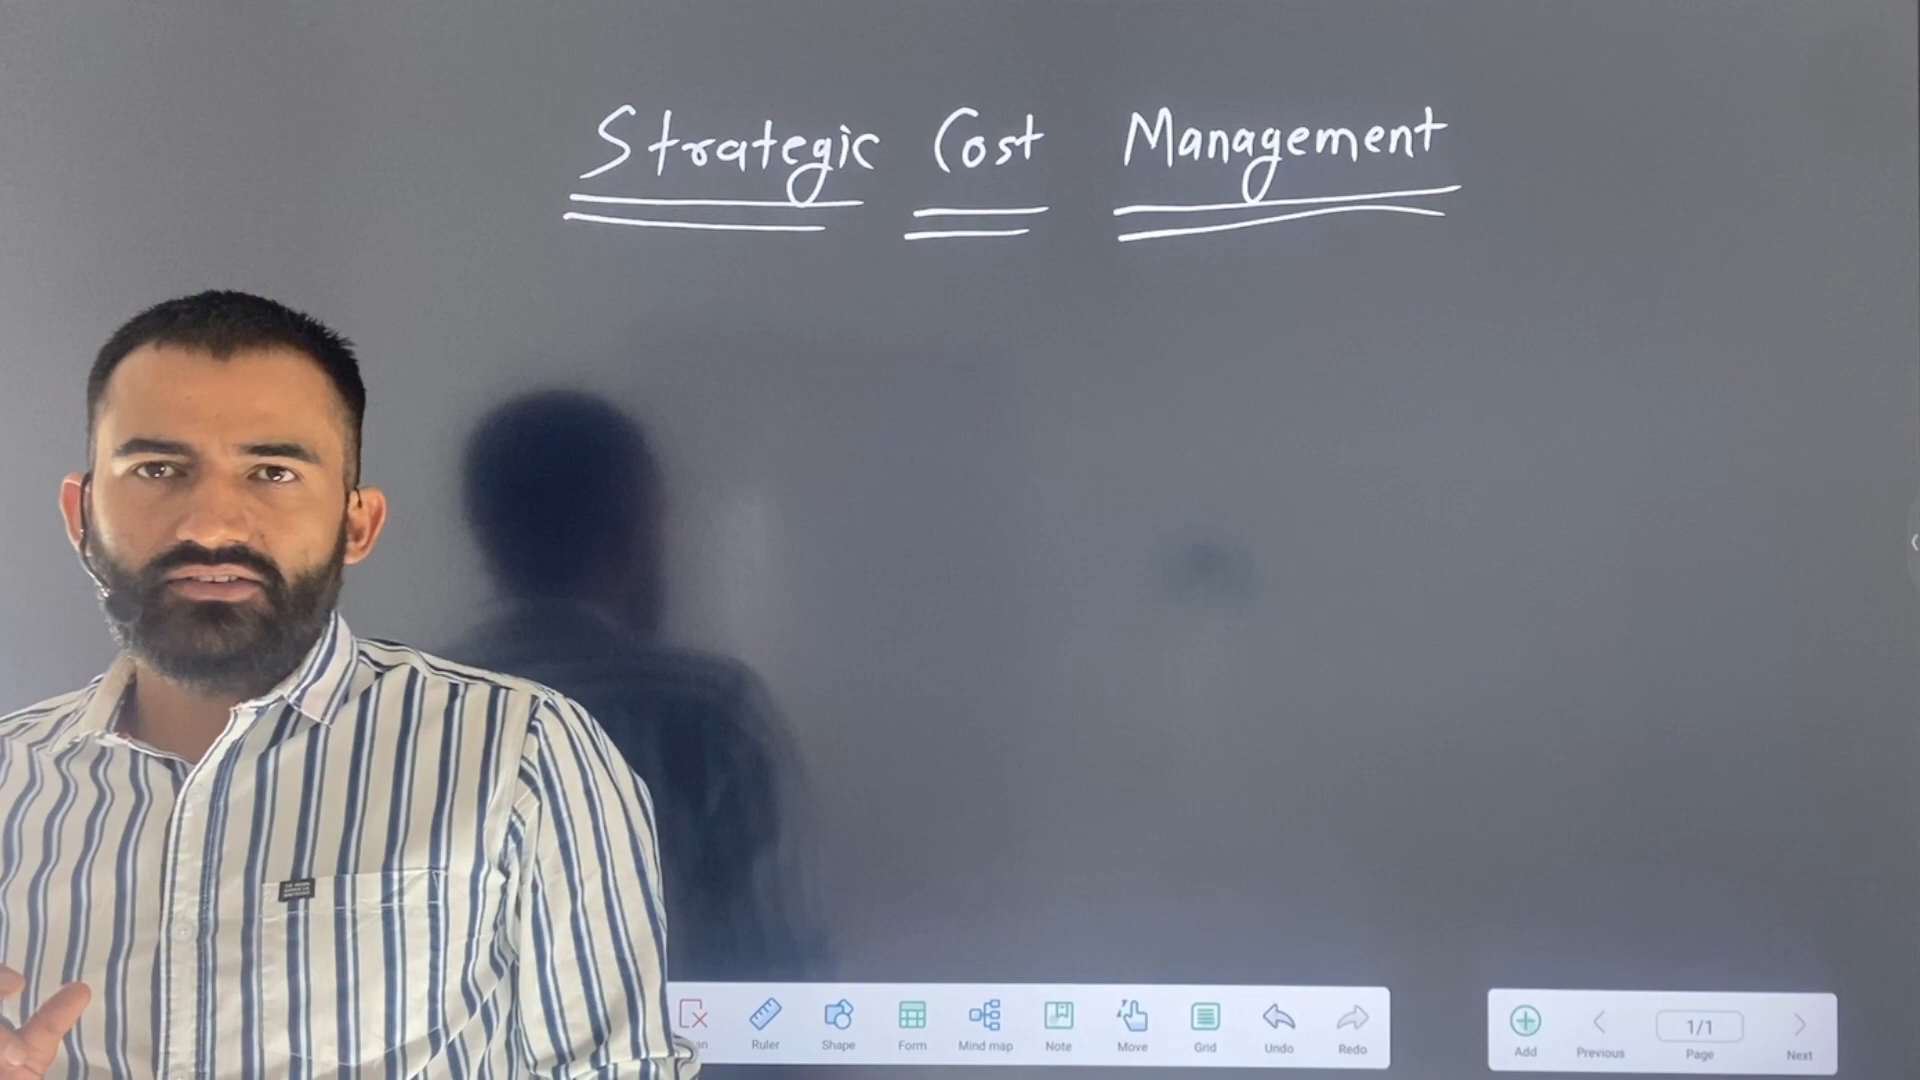 Strategic Cost Management
Ruler Shape Form Mind map Note Move Grid Undo Redo
Add Previous 1/1 Page Next